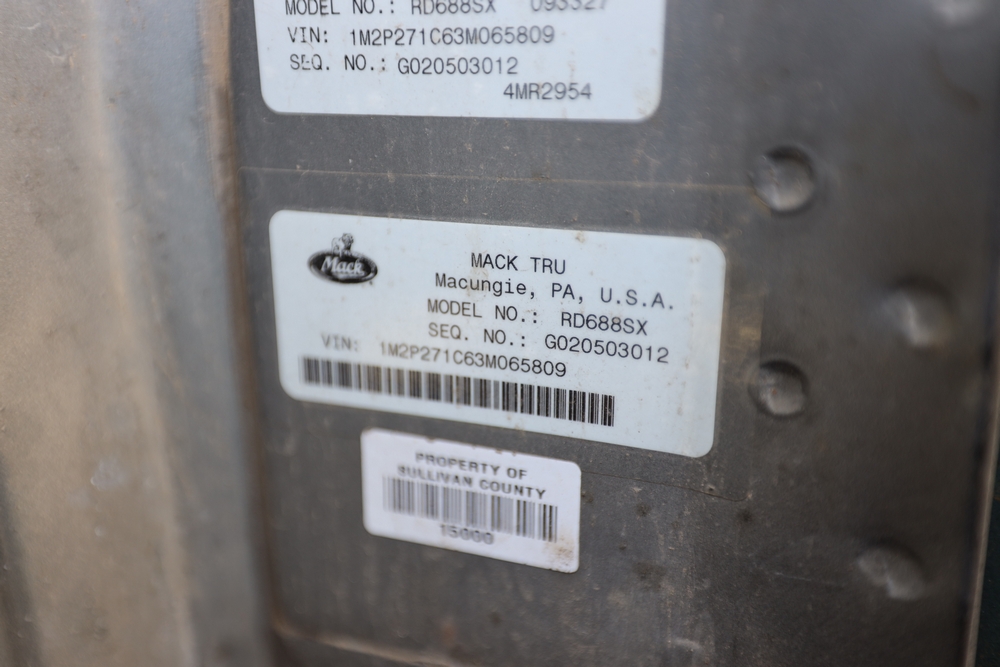 MODEL NO.: RD688SX 093327
VIN: 1M2P271C63M065809
SEQ. NO.: G020503012
4MR2954
Mack
MACK TRU
Macungie, PA, U.S.A.
MODEL NO.: RD688SX
SEQ. NO.: G020503012
VIN: 1M2P271C63M065809
PROPERTY OF
SULLIVAN COUNTY
15000